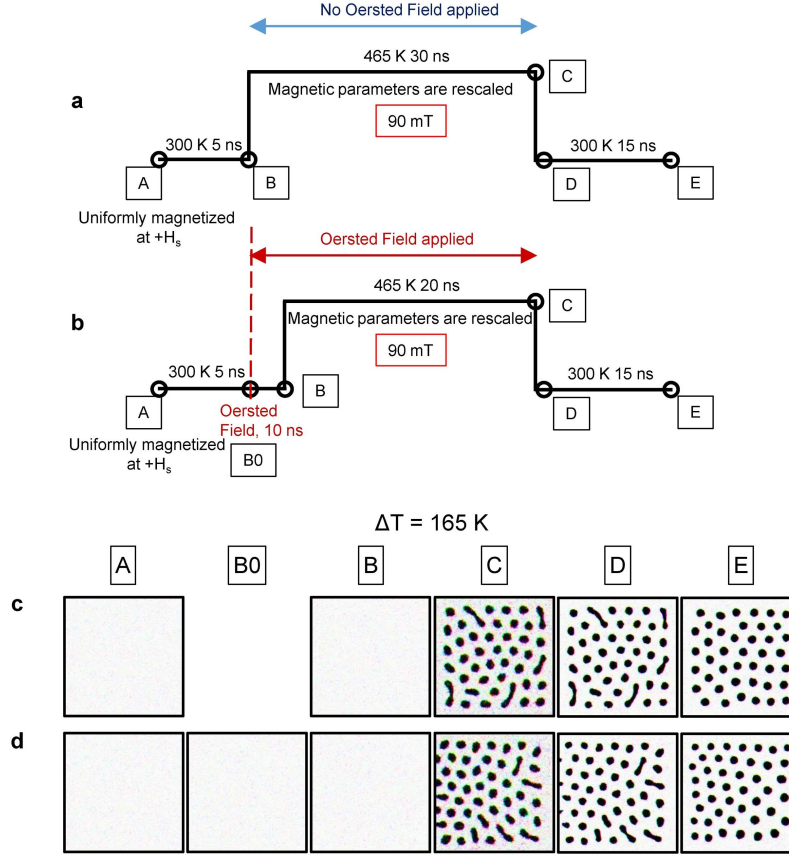 No Oersted Field applied
465 K 30 ns
a
Magnetic parameters are rescaled
90 mT
C
300 K 5 ns
300 K 15 ns
A
B
D
E
Uniformly magnetized
at +Hs
Oersted Field applied
465 K 20 ns
b
Magnetic parameters are rescaled
90 mT
C
300 K 5 ns
300 K 15 ns
A
B
D
E
Oersted
Field, 10 ns
Uniformly magnetized
at +Hs
B0
ΔT = 165 K
A B0 B C D E
c
d